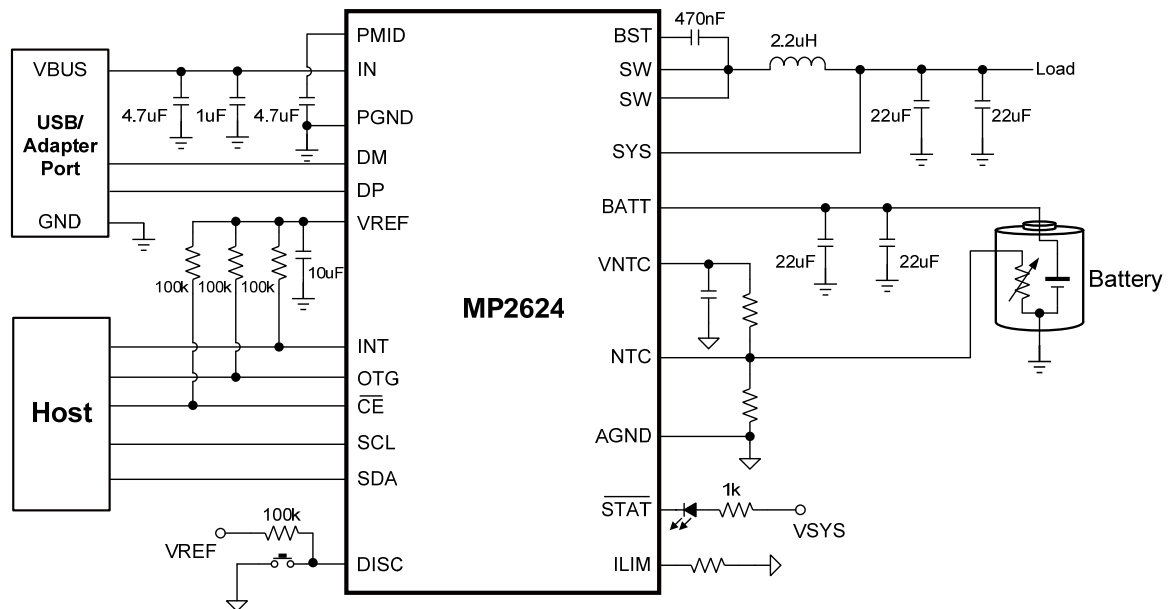 VBUS
USB/
Adapter
Port
GND
4.7uF
1uF
4.7uF
100k
100k
100k
10uF
Host
100k
VREF
PMID
IN
PGND
DM
DP
VREF
INT
OTG
CE
SCL
SDA
DISC
MP2624
BST
SW
SW
SYS
BATT
VNTC
NTC
AGND
STAT
ILIM
470nF
2.2uH
Load
22uF
22uF
22uF
22uF
Battery
1k
VSYS